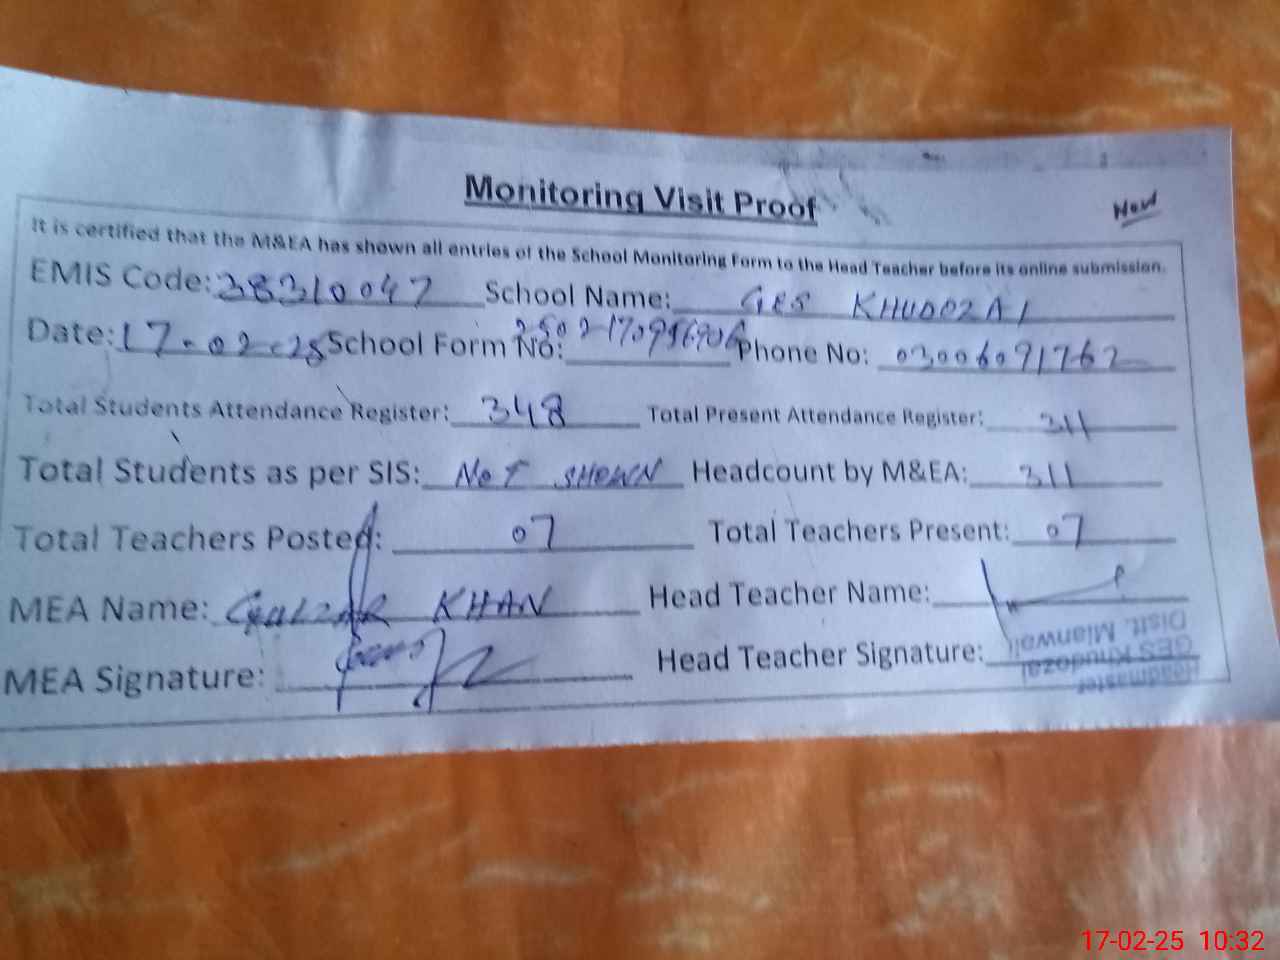 Monitoring Visit Proof
New
It is certified that the M&EA has shown all entries of the School Monitoring Form to the Head Teacher before its online submission.
EMIS Code: 38310047 School Name: GES KHUDOZAI
Date: 17-02-25 School Form No: Phone No: 03006091762
Total Students Attendance Register: 348 Total Present Attendance Register: 311
Total Students as per SIS: NOT SHOWN Headcount by M&EA: 311
Total Teachers Posted: 07 Total Teachers Present: 07
MEA Name: GULZAR KHAN Head Teacher Name:
MEA Signature: Head Teacher Signature:
Headmaster
GES Khudozai
Distt. Mianwali
17-02-25 10:32